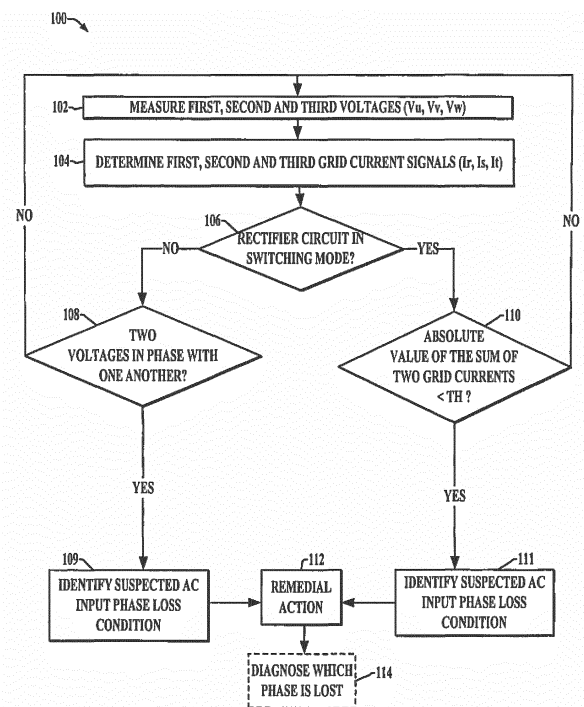 100
102
MEASURE FIRST, SECOND AND THIRD VOLTAGES (Vu, Vv, Vw)
104
DETERMINE FIRST, SECOND AND THIRD GRID CURRENT SIGNALS (Ir, Is, It)
NO
NO
106
RECTIFIER CIRCUIT IN
SWITCHING MODE?
NO
YES
108
TWO
VOLTAGES IN PHASE WITH
ONE ANOTHER?
110
ABSOLUTE
VALUE OF THE SUM OF
TWO GRID CURRENTS
< TH ?
YES
YES
109
IDENTIFY SUSPECTED AC
INPUT PHASE LOSS
CONDITION
112
REMEDIAL
ACTION
111
IDENTIFY SUSPECTED AC
INPUT PHASE LOSS
CONDITION
DIAGNOSE WHICH
PHASE IS LOST
114